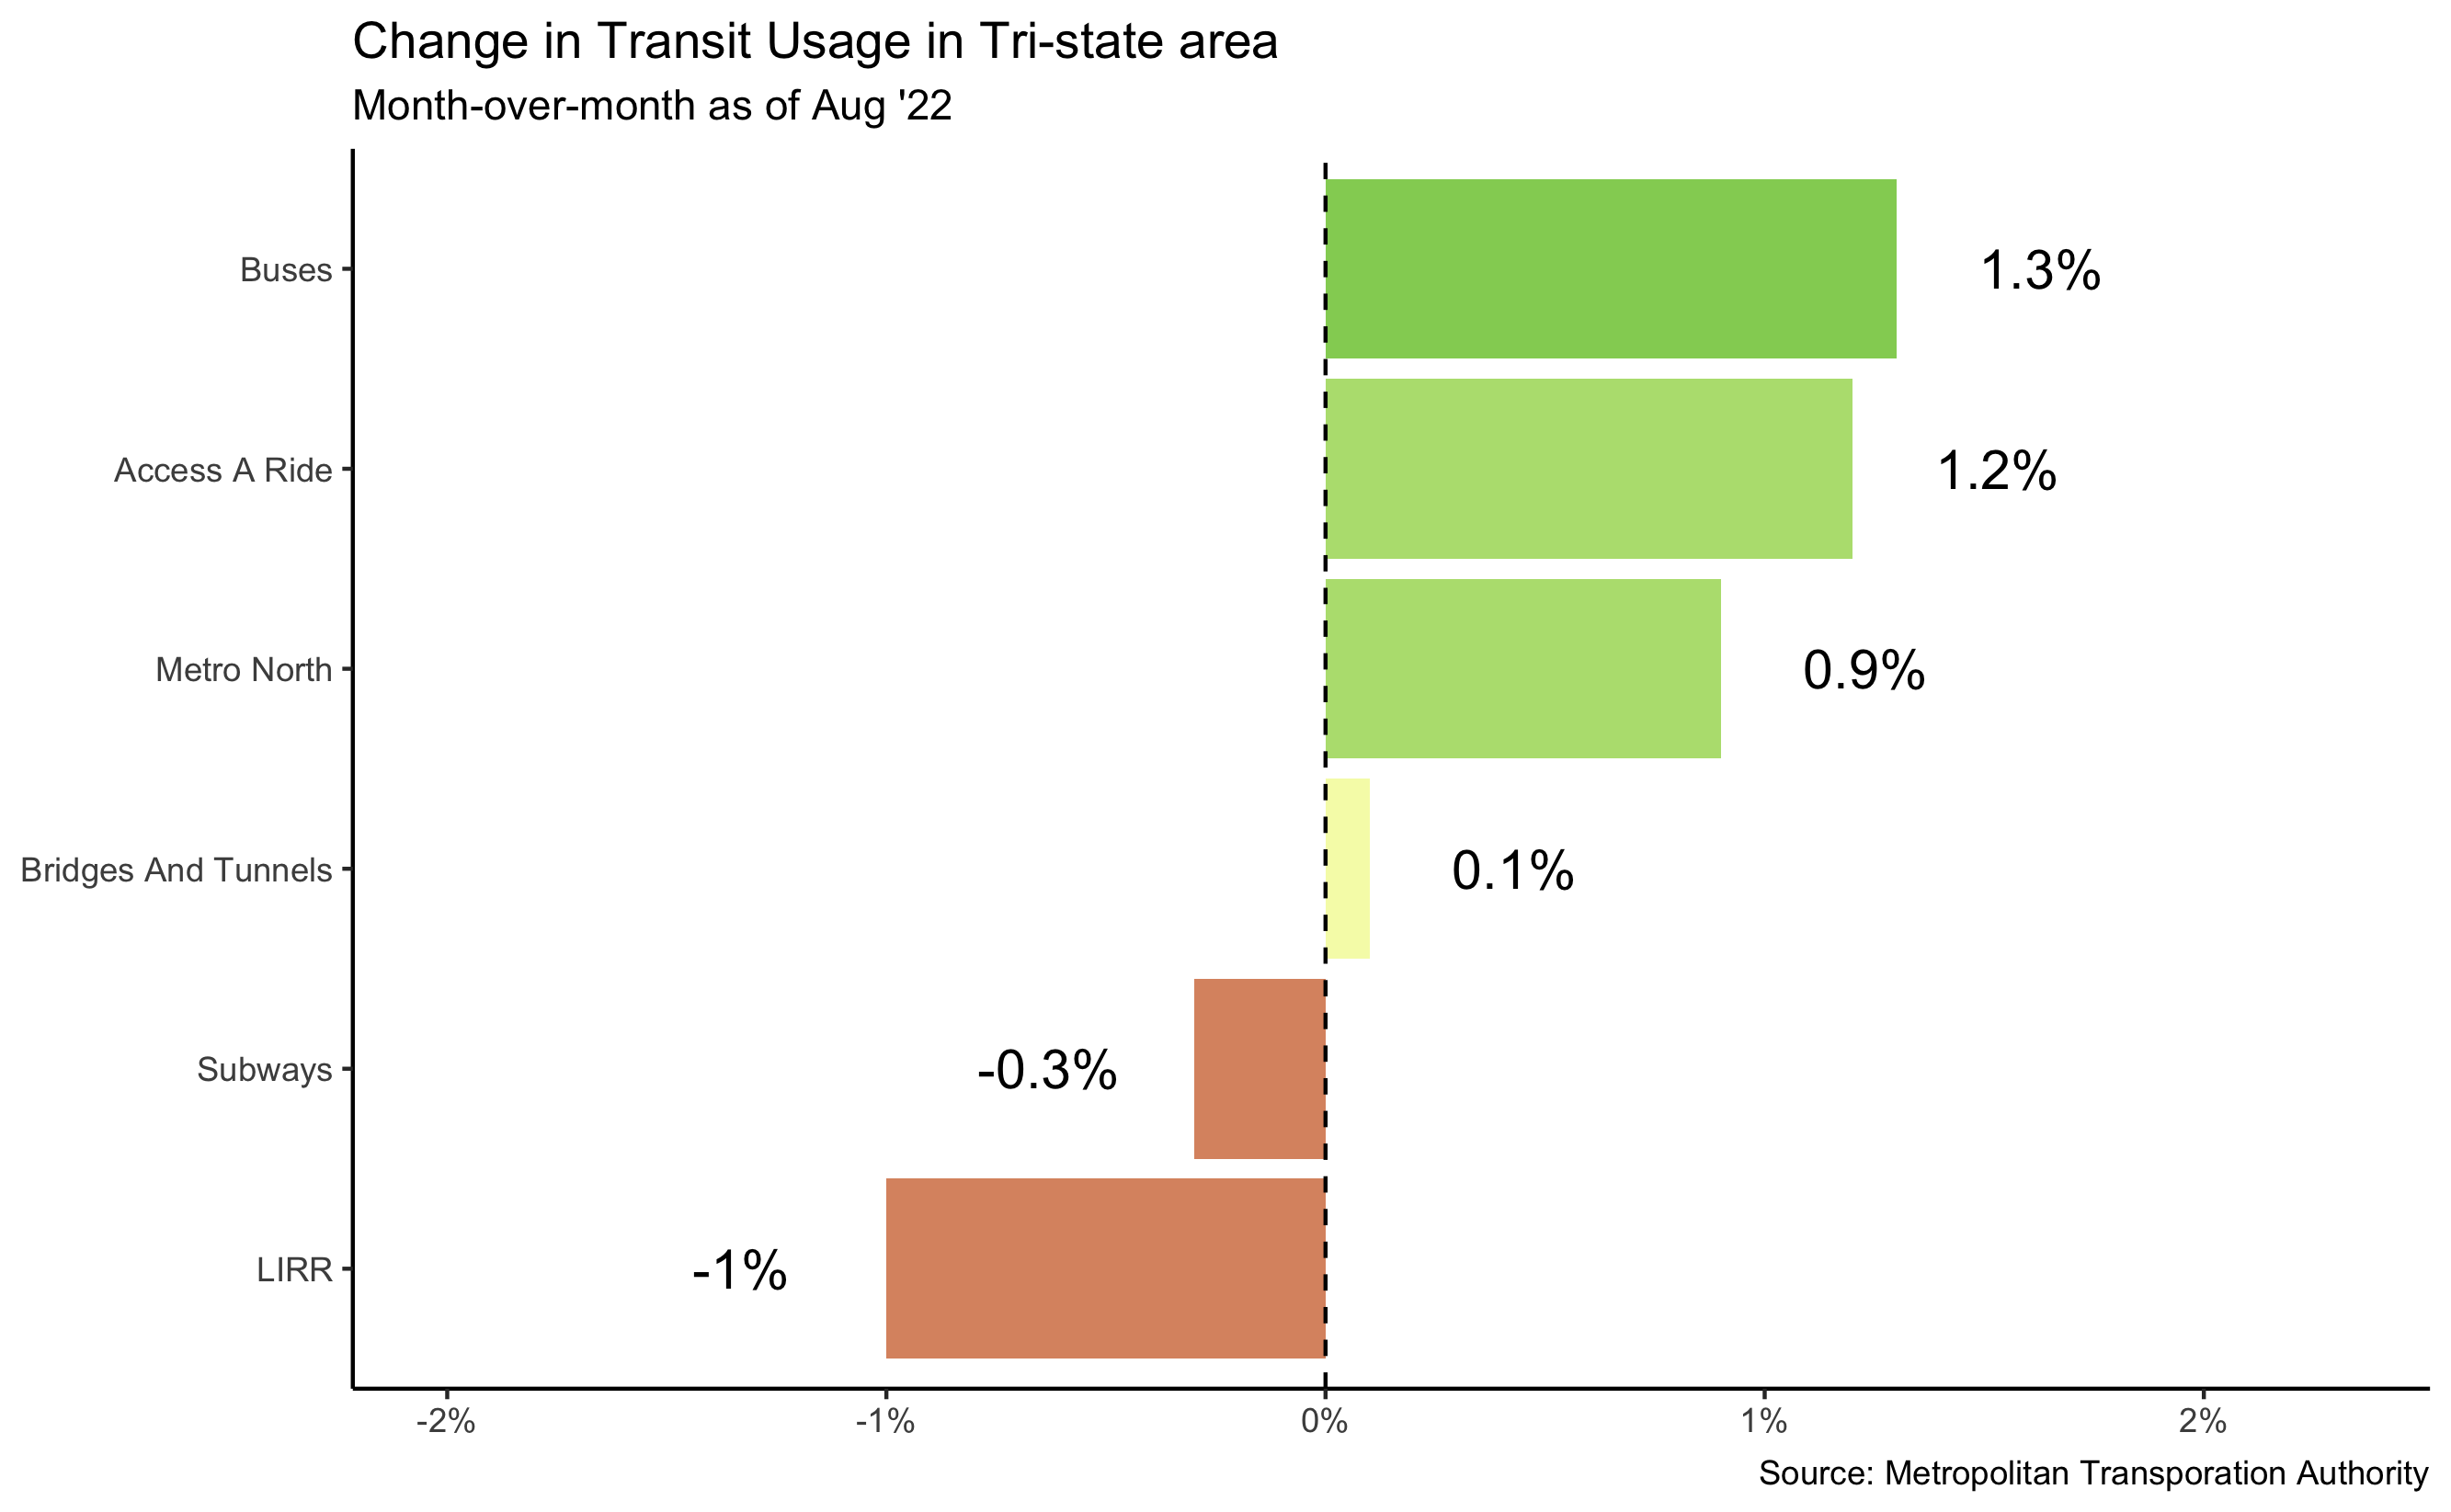 Change in Transit Usage in Tri-state area
Month-over-month as of Aug '22
Buses
1.3%
Access A Ride
1.2%
Metro North
0.9%
Bridges And Tunnels
0.1%
Subways
-0.3%
LIRR
-1%
-2% -1% 0% 1% 2%
Source: Metropolitan Transporation Authority